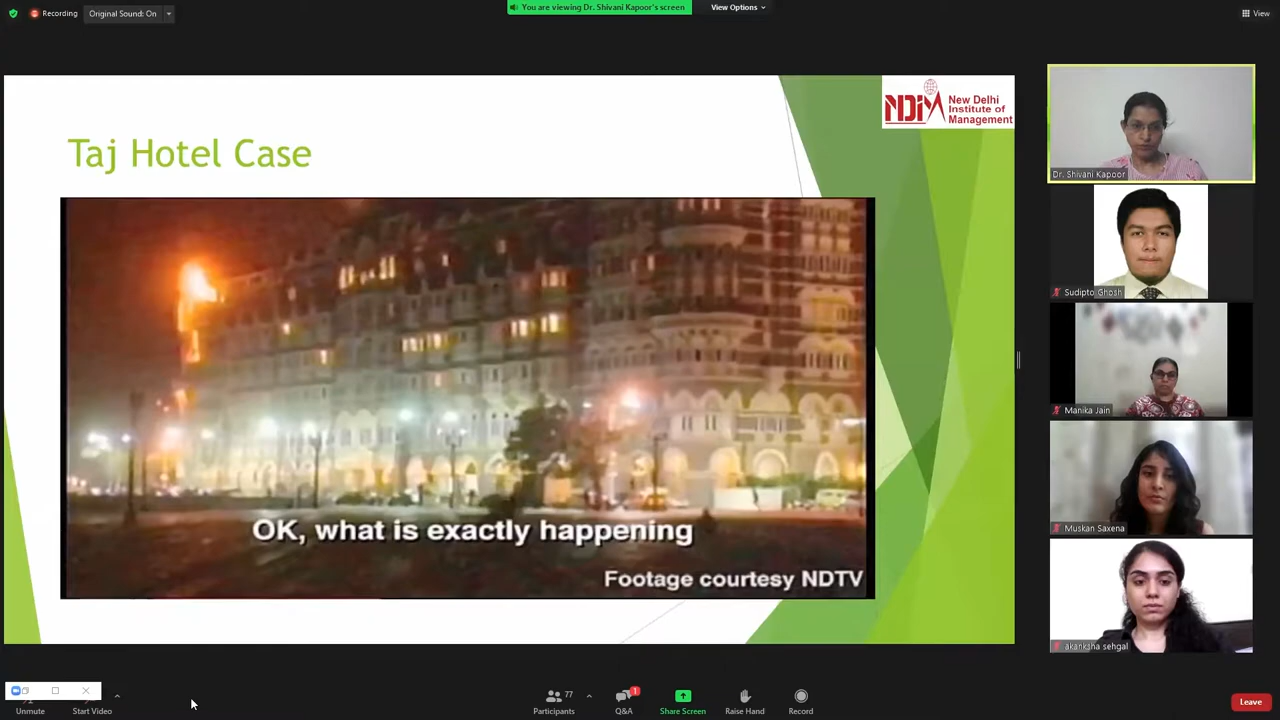 Recording
Original Sound: On
You are viewing Dr. Shivani Kapoor's screen
View Options
View
NDIM
New Delhi
Institute of
Management
Taj Hotel Case
OK, what is exactly happening
Footage courtesy NDTV
Dr. Shivani Kapoor
Sudipto Ghosh
Manika Jain
Muskan Saxena
akanksha sehgal
Unmute
Start Video
77
Participants
1
Q&A
Share Screen
Raise Hand
Record
Leave